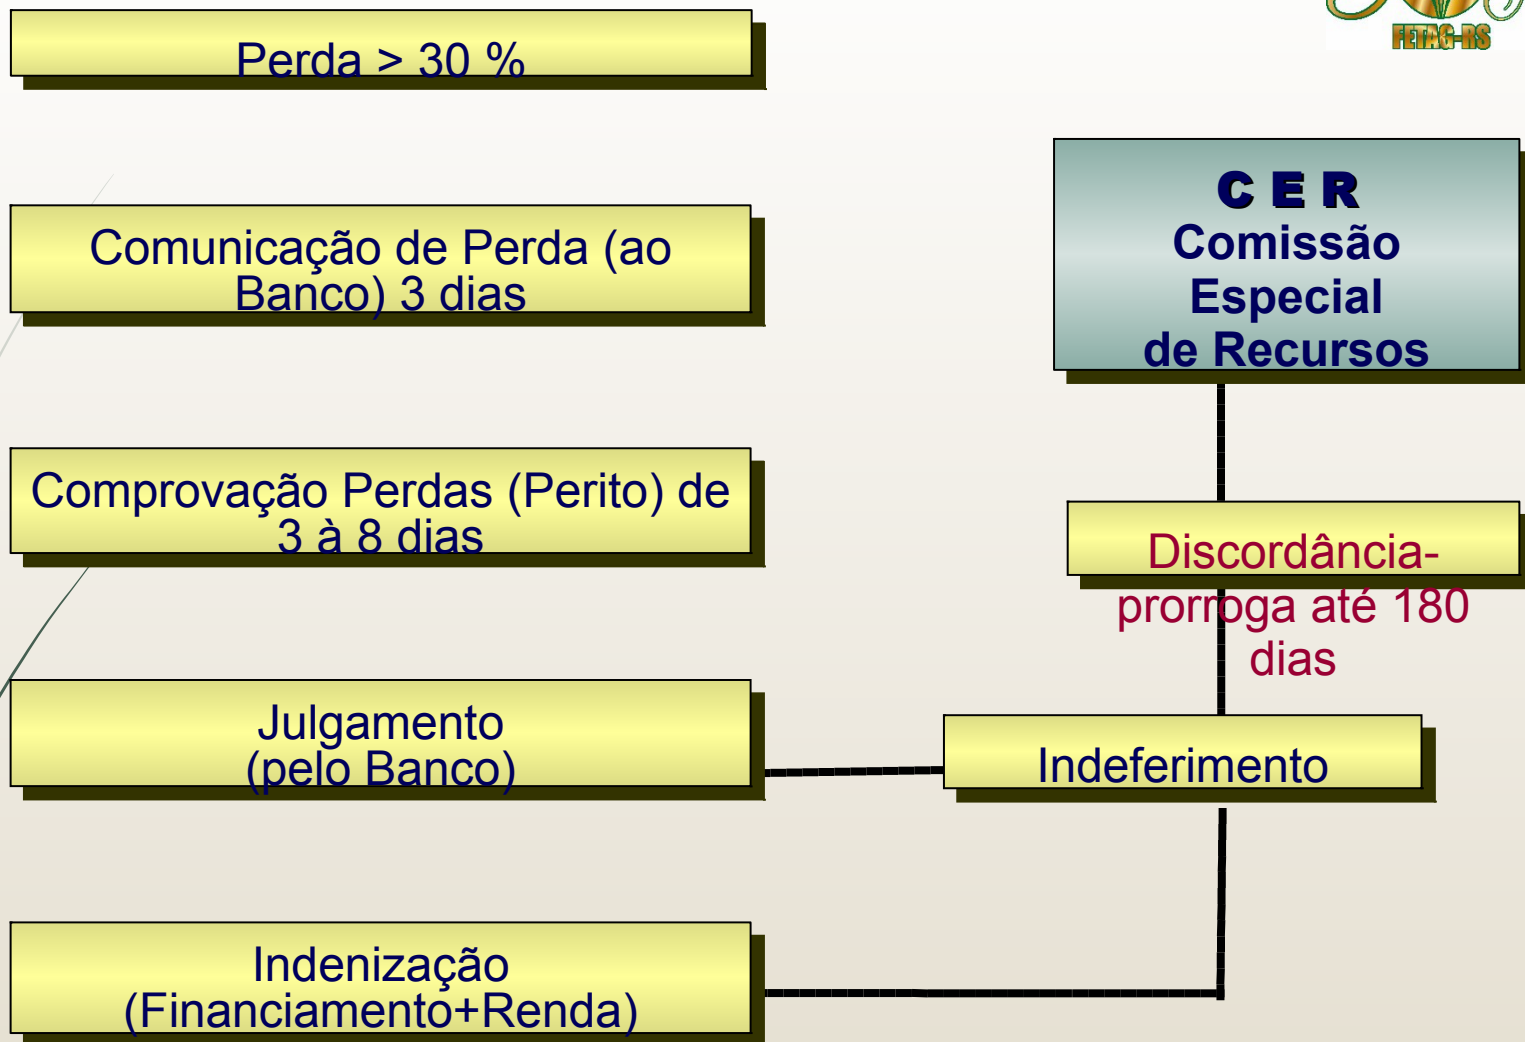 FETAG-RS
Perda > 30 %
Comunicação de Perda (ao
Banco) 3 dias
Comprovação Perdas (Perito) de
3 à 8 dias
Julgamento
(pelo Banco)
Indenização
(Financiamento+Renda)
C E R
Comissão
Especial
de Recursos
Discordância-
prorroga até 180
dias
Indeferimento